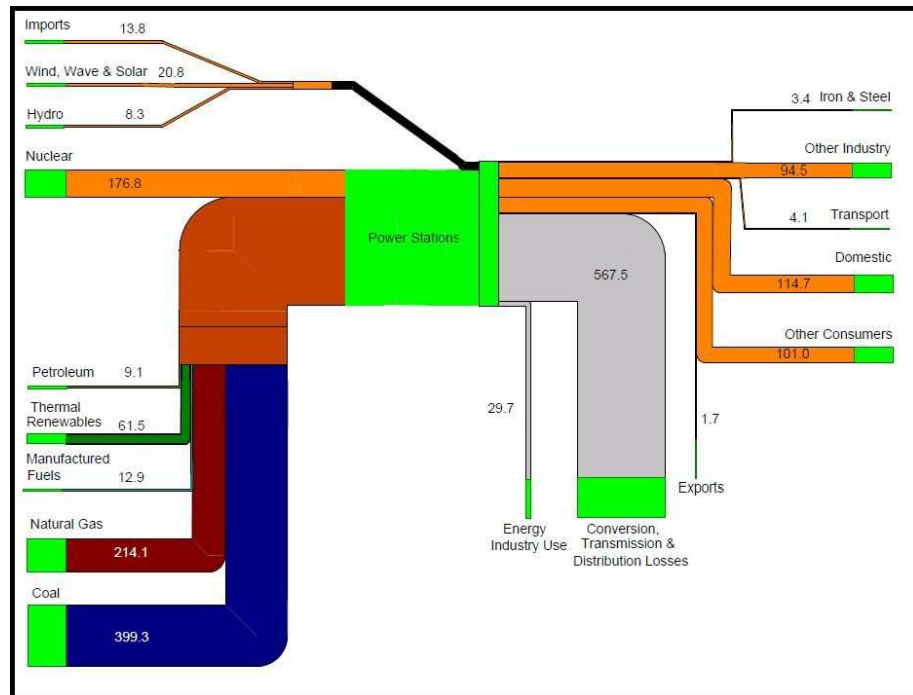 Imports 13.8
Wind, Wave & Solar 20.8
Hydro 8.3
Nuclear
176.8
Power Stations
Petroleum 9.1
Thermal
Renewables 61.5
Manufactured
Fuels 12.9
Natural Gas
214.1
Coal
399.3
3.4 Iron & Steel
Other Industry
94.5
Transport
4.1
Domestic
114.7
Other Consumers
101.0
567.5
29.7
1.7
Exports
Energy
Industry Use
Conversion,
Transmission &
Distribution Losses